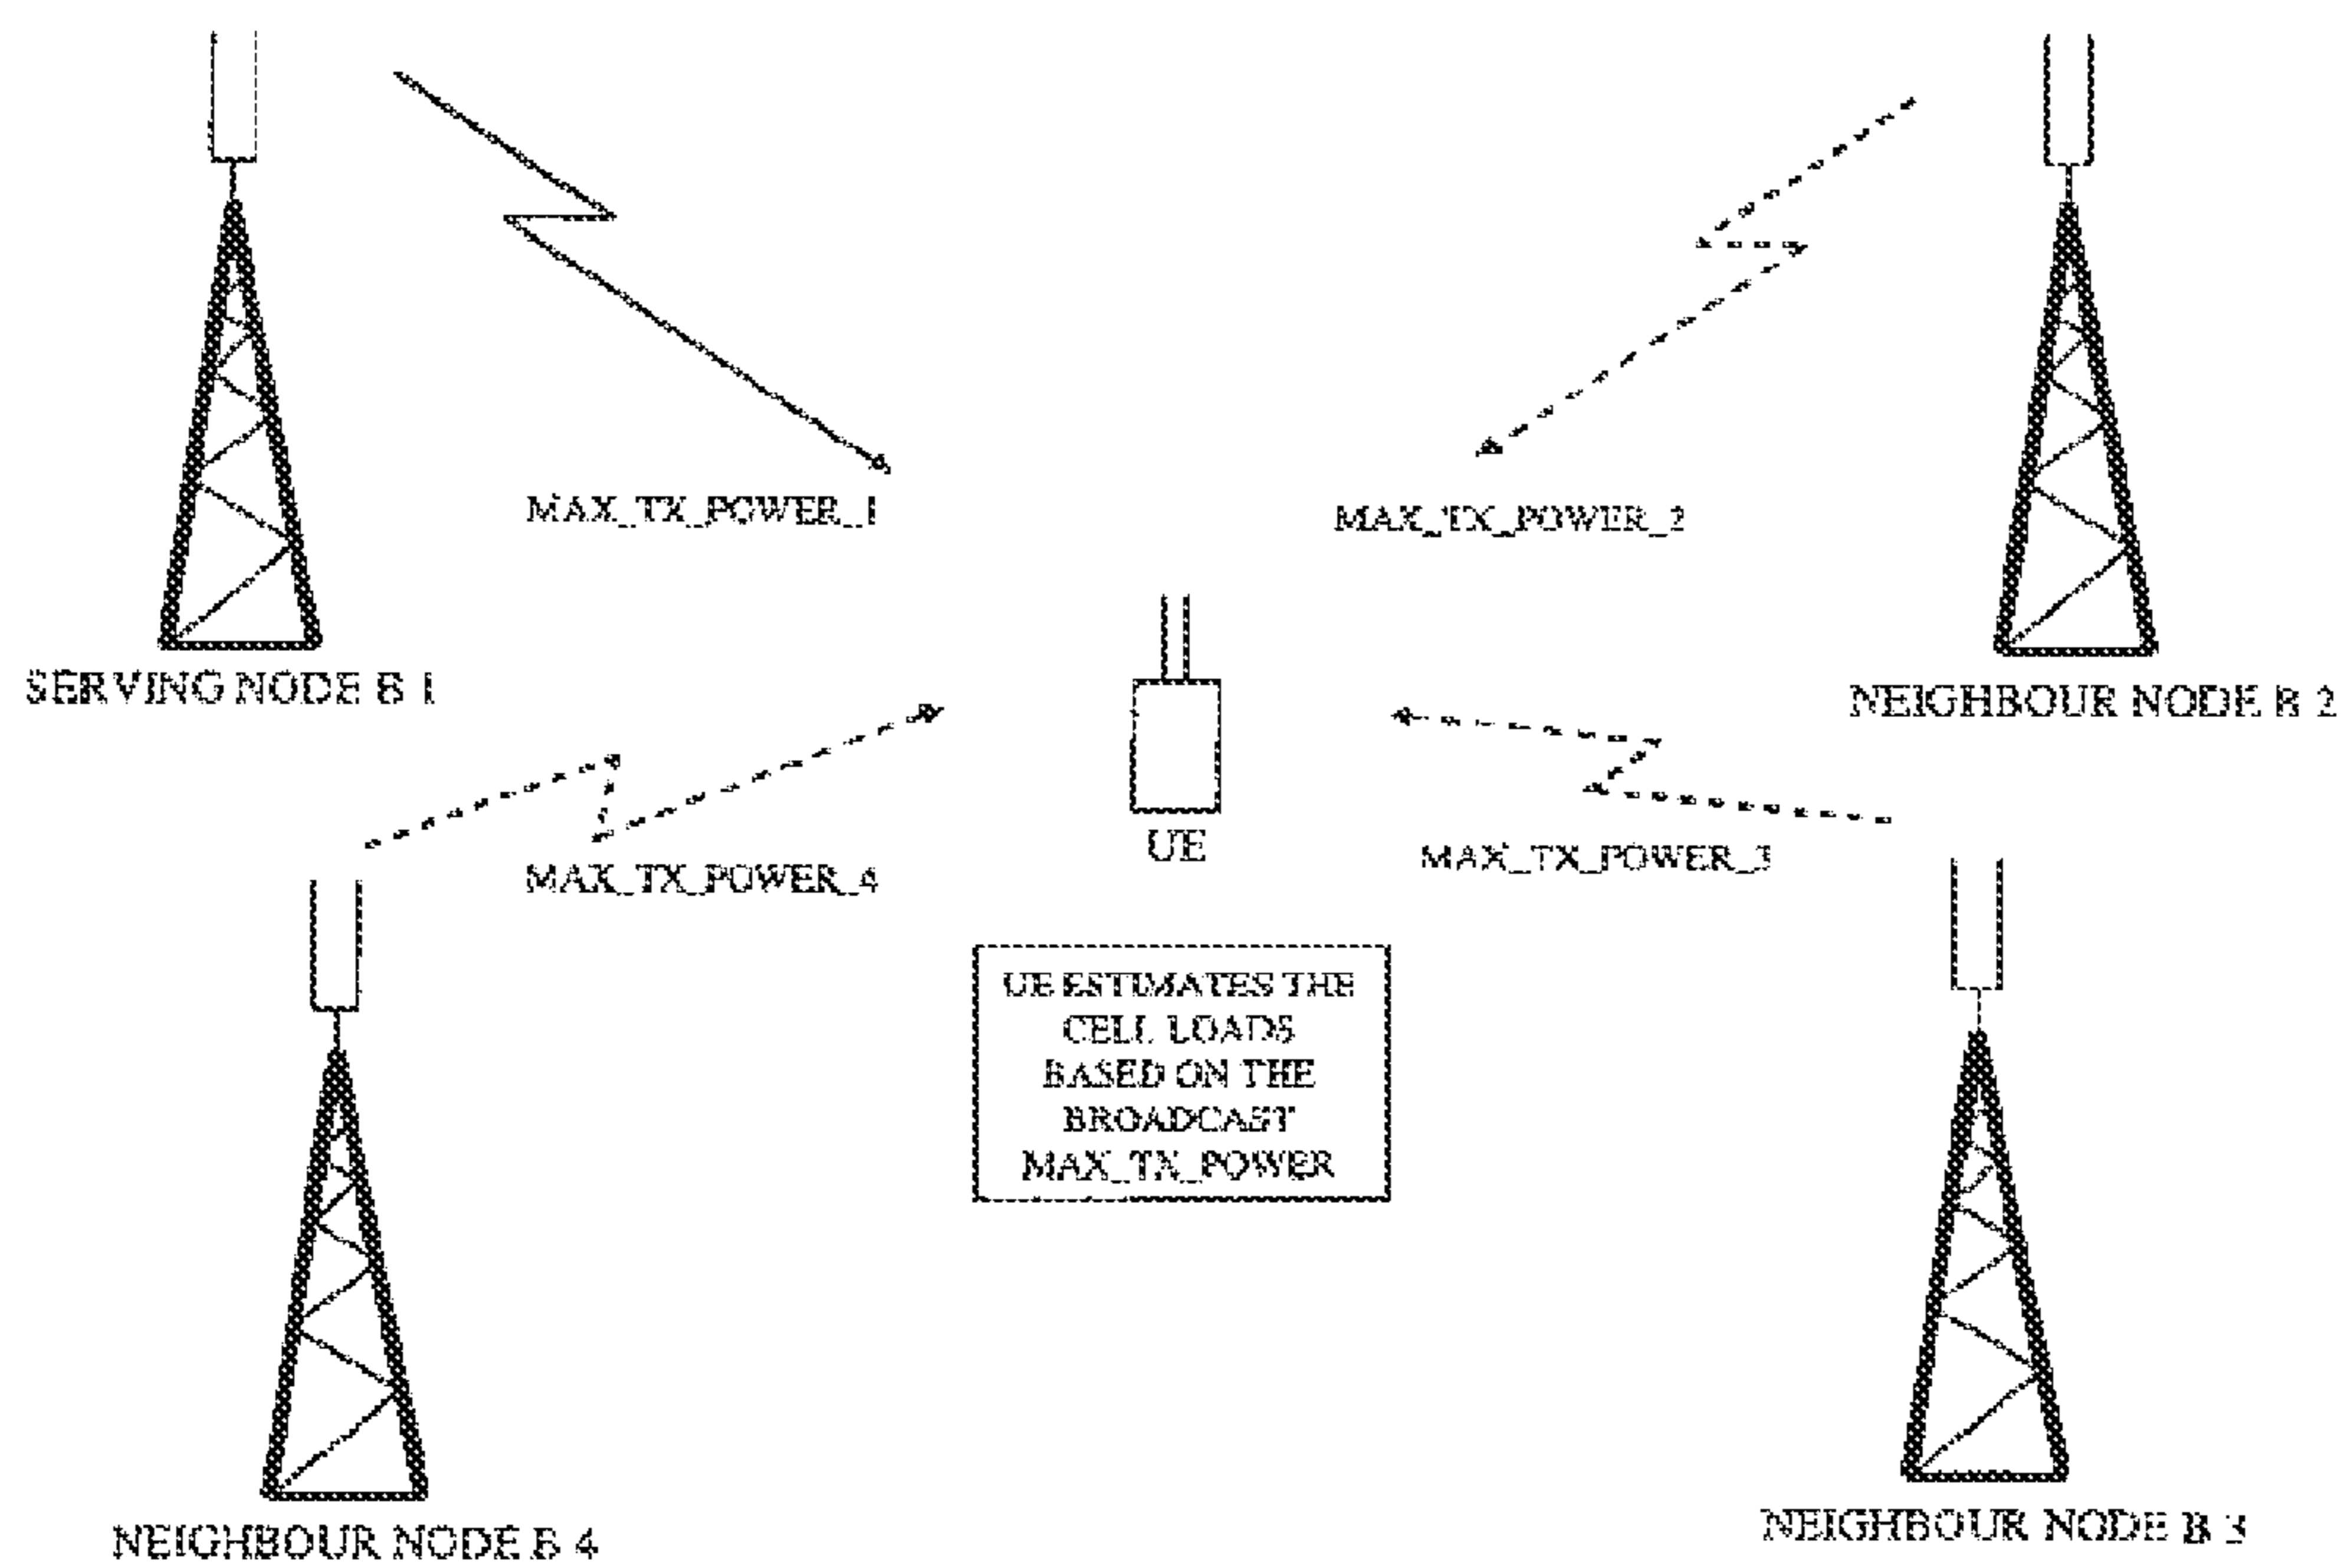 MAX_TX_POWER_1
MAX_TX_POWER_2
SERVING NODE B 1
NEIGHBOUR NODE B 2
UE
MAX_TX_POWER_4
MAX_TX_POWER_3
UE ESTIMATES THE
CELL LOADS
BASED ON THE
BROADCAST
MAX_TX_POWER
NEIGHBOUR NODE B 4
NEIGHBOUR NODE B 3